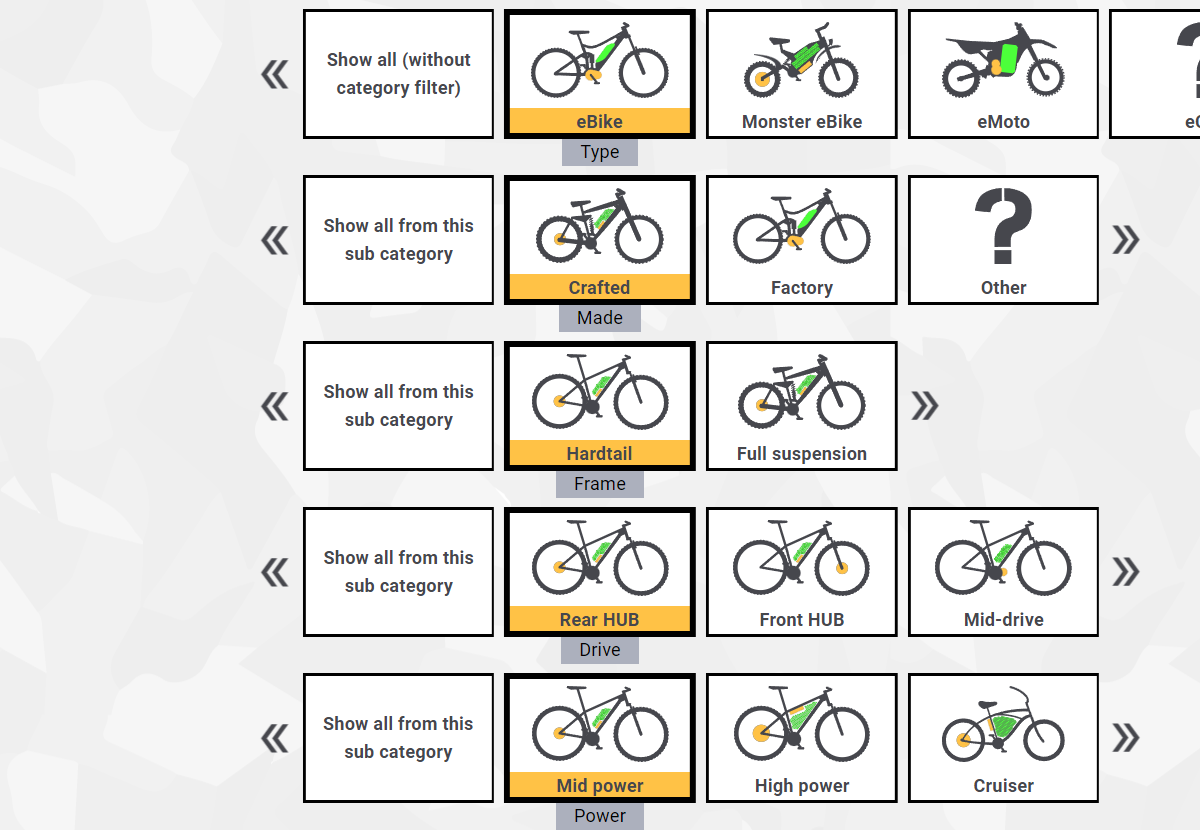 Show all (without
category filter)
eBike
Monster eBike
eMoto
Type
Show all from this
sub category
Crafted
Factory
Other
Made
Show all from this
sub category
Hardtail
Full suspension
Frame
Show all from this
sub category
Rear HUB
Front HUB
Mid-drive
Drive
Show all from this
sub category
Mid power
High power
Cruiser
Power